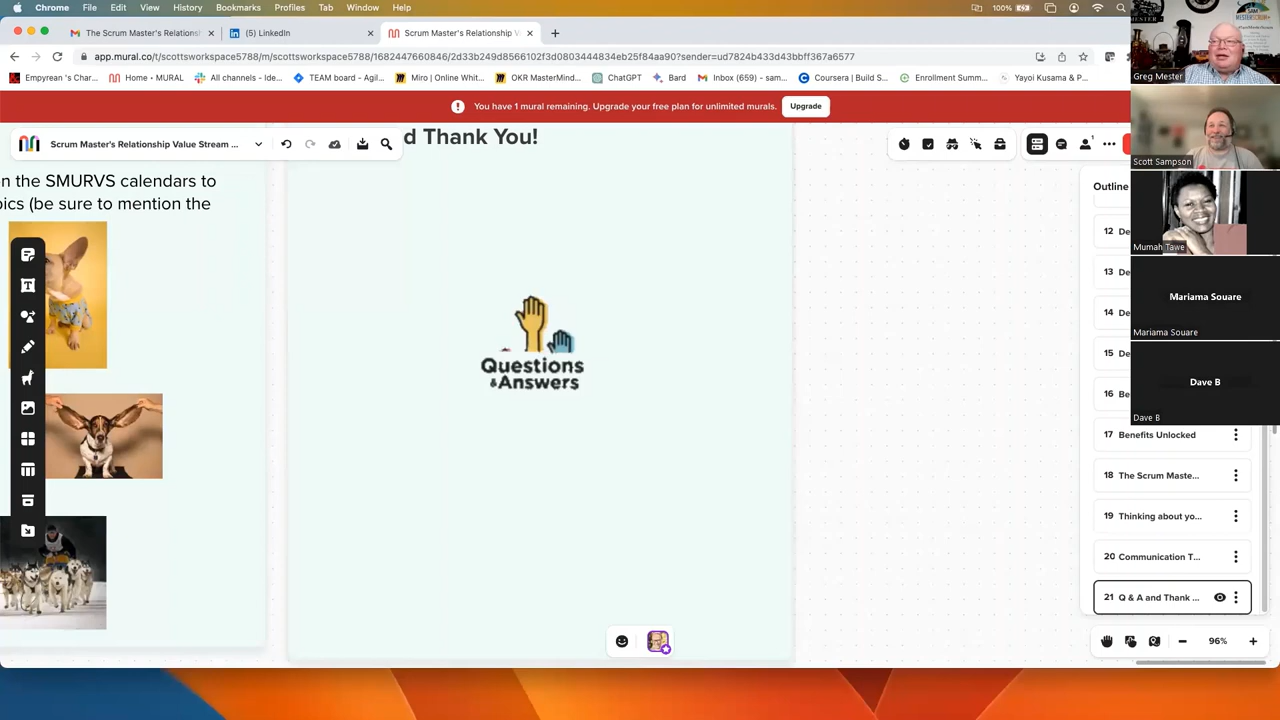 Chrome File Edit View History Bookmarks Profiles Tab Window Help
100%
The Scrum Master's Relationsh
(5) LinkedIn
Scrum Master's Relationship V
app.mural.co/t/scottsworkspace5788/m/scottsworkspace5788/
?sender=ud7824b433d43bbff367a6577
Empyrean 's Char...
Home • MURAL
All channels - Ide...
TEAM board - Agil...
Miro | Online Whit...
OKR MasterMind...
ChatGPT
Bard
Inbox (659) - sam...
Coursera | Build S...
Enrollment Summ...
Yayoi Kusama & P...
You have 1 mural remaining. Upgrade your free plan for unlimited murals.
Upgrade
Scrum Master's Relationship Value Stream ...
d Thank You!
n the SMURVS calendars to
pics (be sure to mention the
Questions
&Answers
Outline
12 De
13 De
14 De
15 De
16 Be
17 Benefits Unlocked
18 The Scrum Maste...
19 Thinking about yo...
20 Communication T...
21 Q & A and Thank ...
96%
Greg Mester
Scott Sampson
Mumah Tawe
Mariama Souare
Mariama Souare
Dave B
Dave B